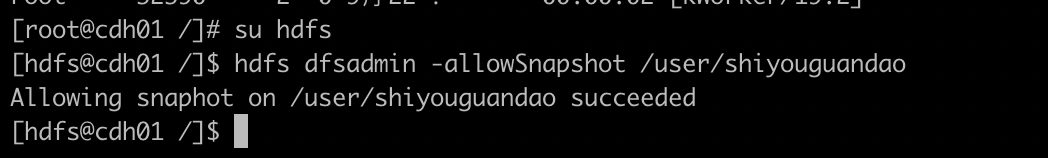 [root@cdh01 /]# su hdfs
[hdfs@cdh01 /]$ hdfs dfsadmin -allowSnapshot /user/shiyouguandao
Allowing snaphot on /user/shiyouguandao succeeded
[hdfs@cdh01 /]$